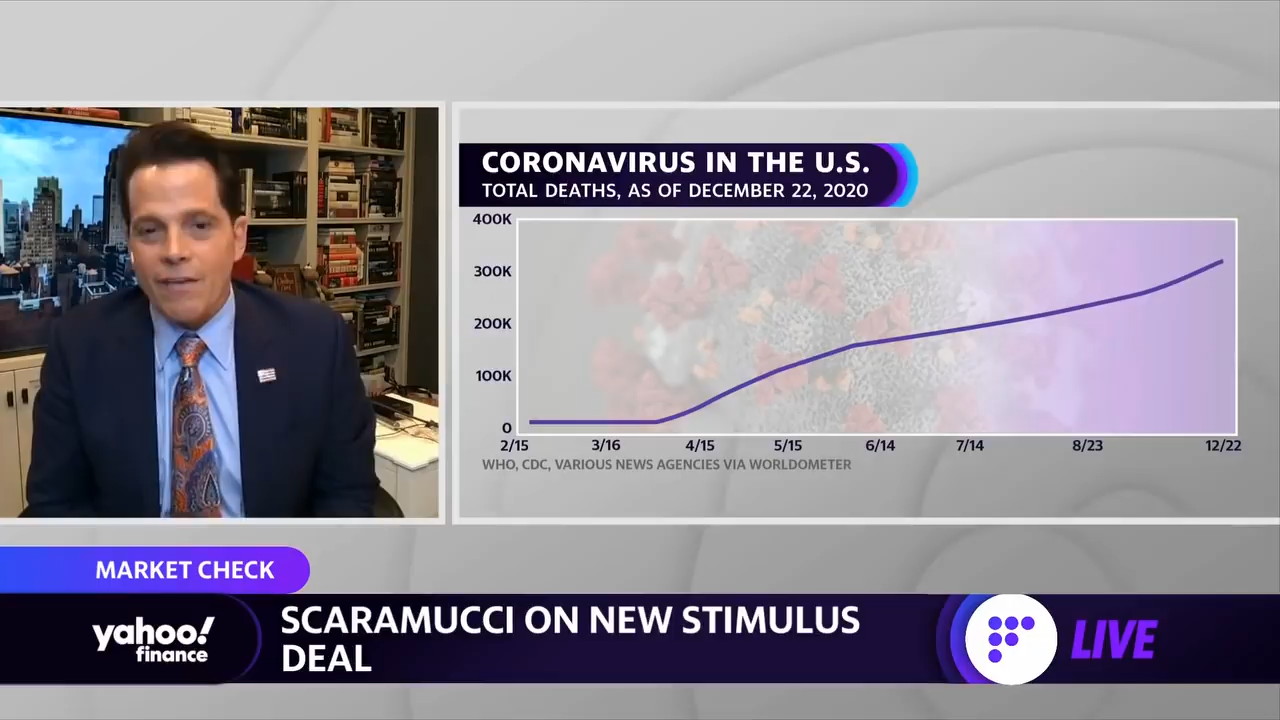 CORONAVIRUS IN THE U.S.
TOTAL DEATHS, AS OF DECEMBER 22, 2020
400K
300K
200K
100K
0
2/15 3/16 4/15 5/15 6/14 7/14 8/23 12/22
WHO, CDC, VARIOUS NEWS AGENCIES VIA WORLDOMETER
MARKET CHECK
yahoo!
finance
SCARAMUCCI ON NEW STIMULUS
DEAL
LIVE